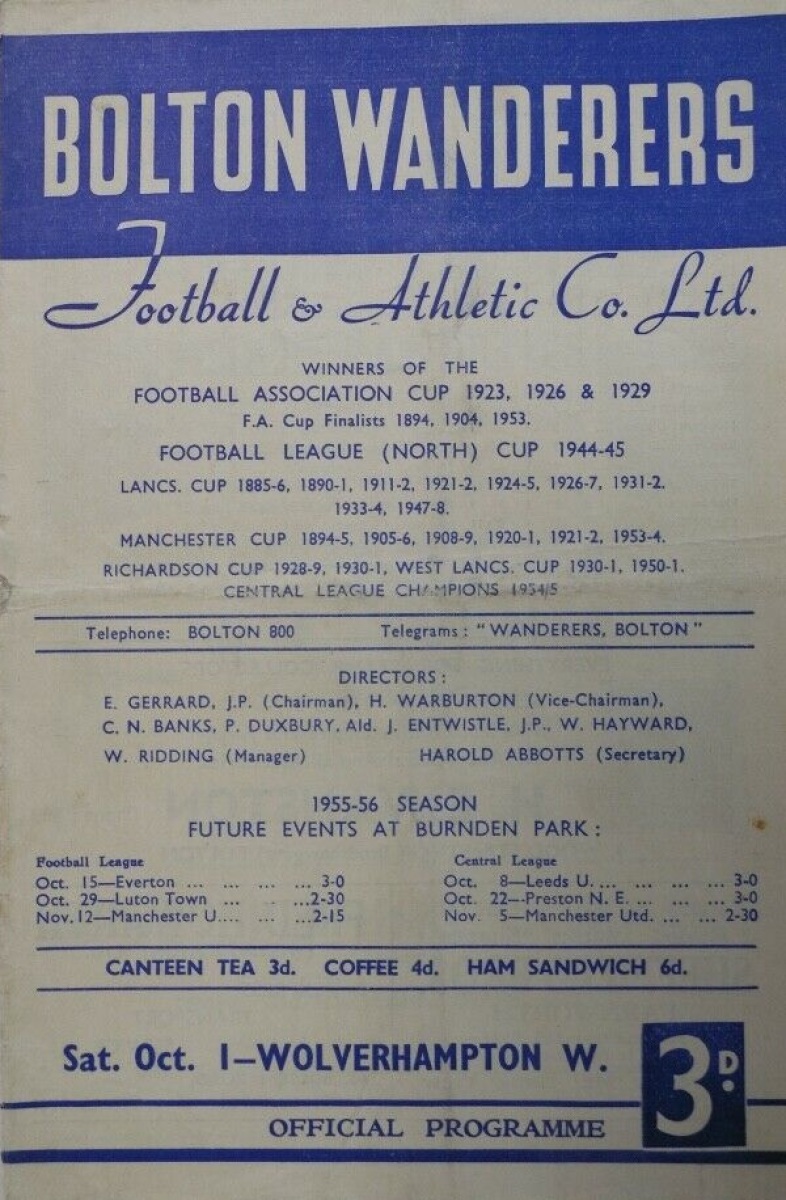 BOLTON WANDERERS
Football & Athletic Co. Ltd.
WINNERS OF THE
FOOTBALL ASSOCIATION CUP 1923, 1926 & 1929
F.A. Cup Finalists 1894, 1904, 1953.
FOOTBALL LEAGUE (NORTH) CUP 1944-45
LANCS. CUP 1885-6, 1890-1, 1911-2, 1921-2, 1924-5, 1926-7, 1931-2.
1933-4, 1947-8.
MANCHESTER CUP 1894-5, 1905-6, 1908-9, 1920-1, 1921-2, 1953-4.
RICHARDSON CUP 1928-9, 1930-1, WEST LANCS. CUP 1930-1, 1950-1.
CENTRAL LEAGUE CHAMPIONS 1954/5
Telephone: BOLTON 800 Telegrams: "WANDERERS, BOLTON"
DIRECTORS:
E. GERRARD, J.P. (Chairman), H. WARBURTON (Vice-Chairman),
C. N. BANKS, P. DUXBURY, Ald. J. ENTWISTLE, J.P., W. HAYWARD,
W. RIDDING (Manager) HAROLD ABBOTTS (Secretary)
1955-56 SEASON
FUTURE EVENTS AT BURNDEN PARK:
Football League
Oct. 15—Everton ... ... ... ... 3-0
Oct. 29—Luton Town ... ... ... ...2-30
Nov. 12—Manchester U.... ... ...2-15
Central League
Oct. 8—Leeds U. ... ... ... ... 3-0
Oct. 22—Preston N. E. ... ... ... 3-0
Nov. 5—Manchester Utd. ... ... 2-30
CANTEEN TEA 3d. COFFEE 4d. HAM SANDWICH 6d.
Sat. Oct. 1—WOLVERHAMPTON W.
3D.
OFFICIAL PROGRAMME